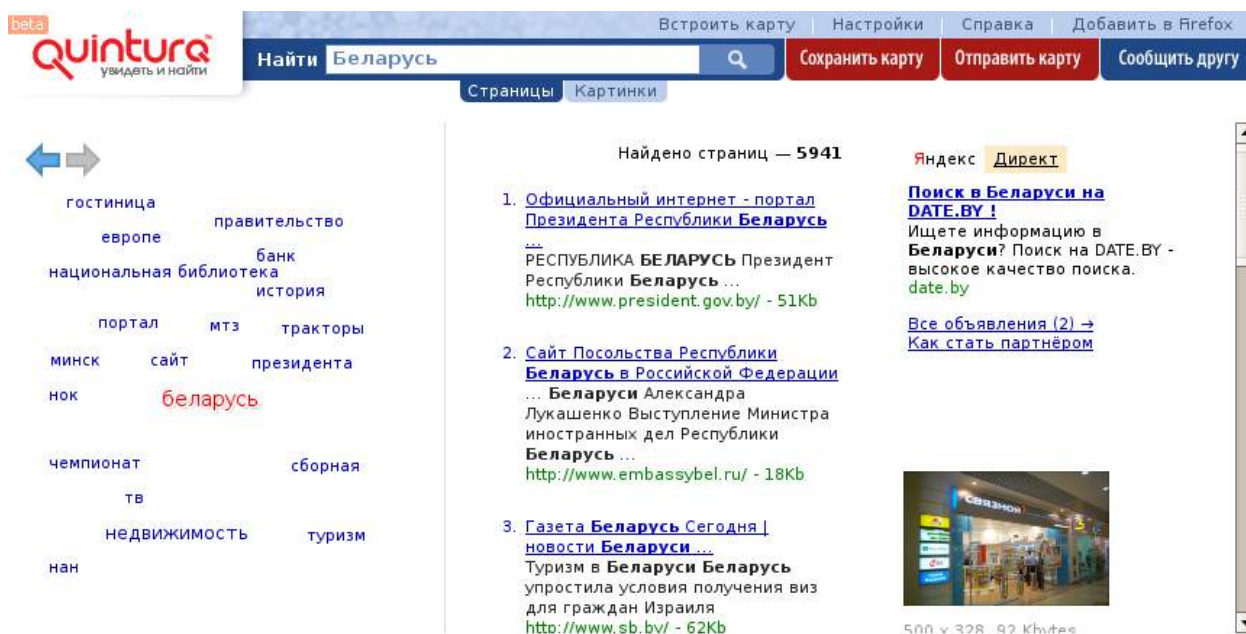 beta
quintura™
увидеть и найти
Встроить карту | Настройки | Справка | Добавить в Firefox
Найти Беларусь
Сохранить карту
Отправить карту
Сообщить другу
Страницы
Картинки
гостиница
правительство
европе
банк
национальная библиотека
история
портал
мтз
тракторы
минск
сайт
президента
нок
беларусь
чемпионат
сборная
тв
недвижимость
туризм
нан
Найдено страниц — 5941
1. Официальный интернет - портал
Президента Республики Беларусь
...
РЕСПУБЛИКА БЕЛАРУСЬ Президент
Республики Беларусь ...
http://www.president.gov.by/ - 51Kb
2. Сайт Посольства Республики
Беларусь в Российской Федерации
... Беларуси Александра
Лукашенко Выступление Министра
иностранных дел Республики
Беларусь ...
http://www.embassybel.ru/ - 18Kb
3. Газета Беларусь Сегодня |
новости Беларуси ...
Туризм в Беларуси Беларусь
упростила условия получения виз
для граждан Израиля
http://www.sb.by/ - 62Kb
Яндекс Директ
Поиск в Беларуси на
DATE.BY !
Ищете информацию в
Беларуси? Поиск на DATE.BY -
высокое качество поиска.
date.by
Все объявления (2) →
Как стать партнёром
связной
500 x 328, 92 Kbytes